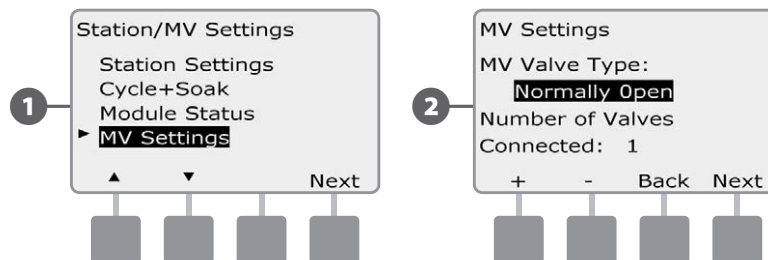 1
Station/MV Settings
Station Settings
Cycle+Soak
Module Status
► MV Settings
▲ ▼ Next
2
MV Settings
MV Valve Type:
Normally 0pen
Number of Valves
Connected: 1
+ - Back Next